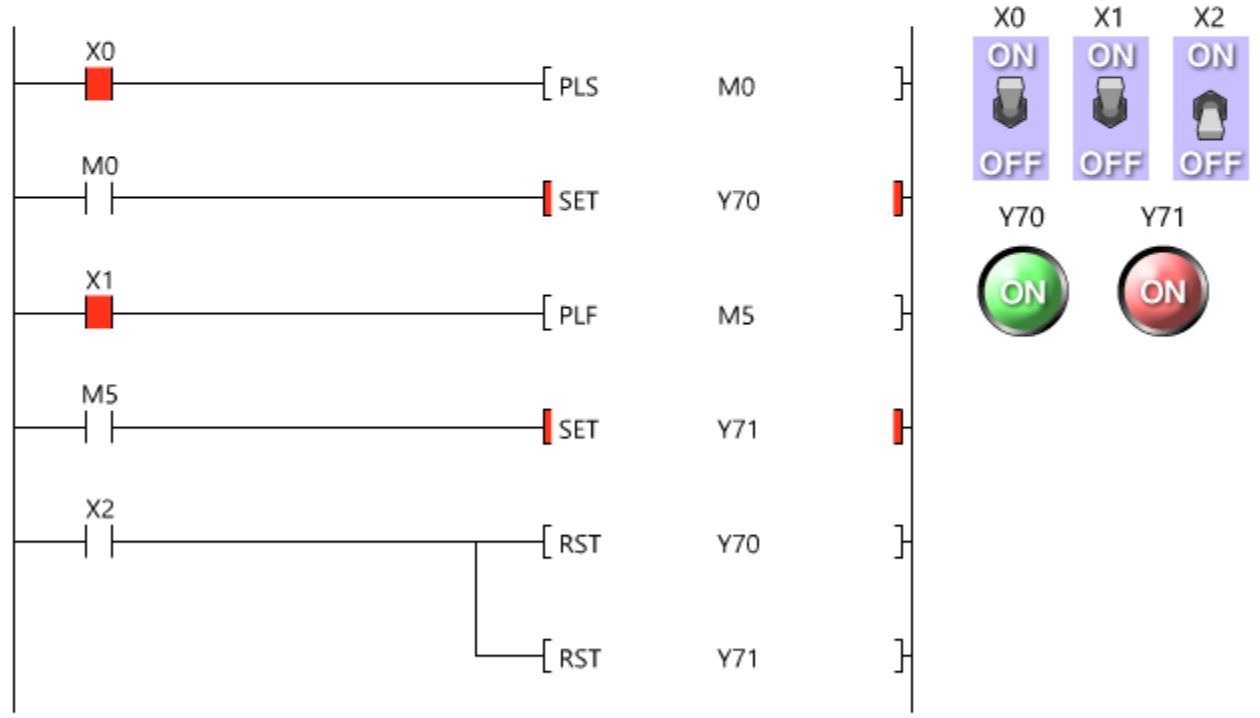 X0
PLS M0
M0
SET Y70
X1
PLF M5
M5
SET Y71
X2
RST Y70
RST Y71
X0 X1 X2
ON ON ON
OFF OFF OFF
Y70 Y71
ON ON